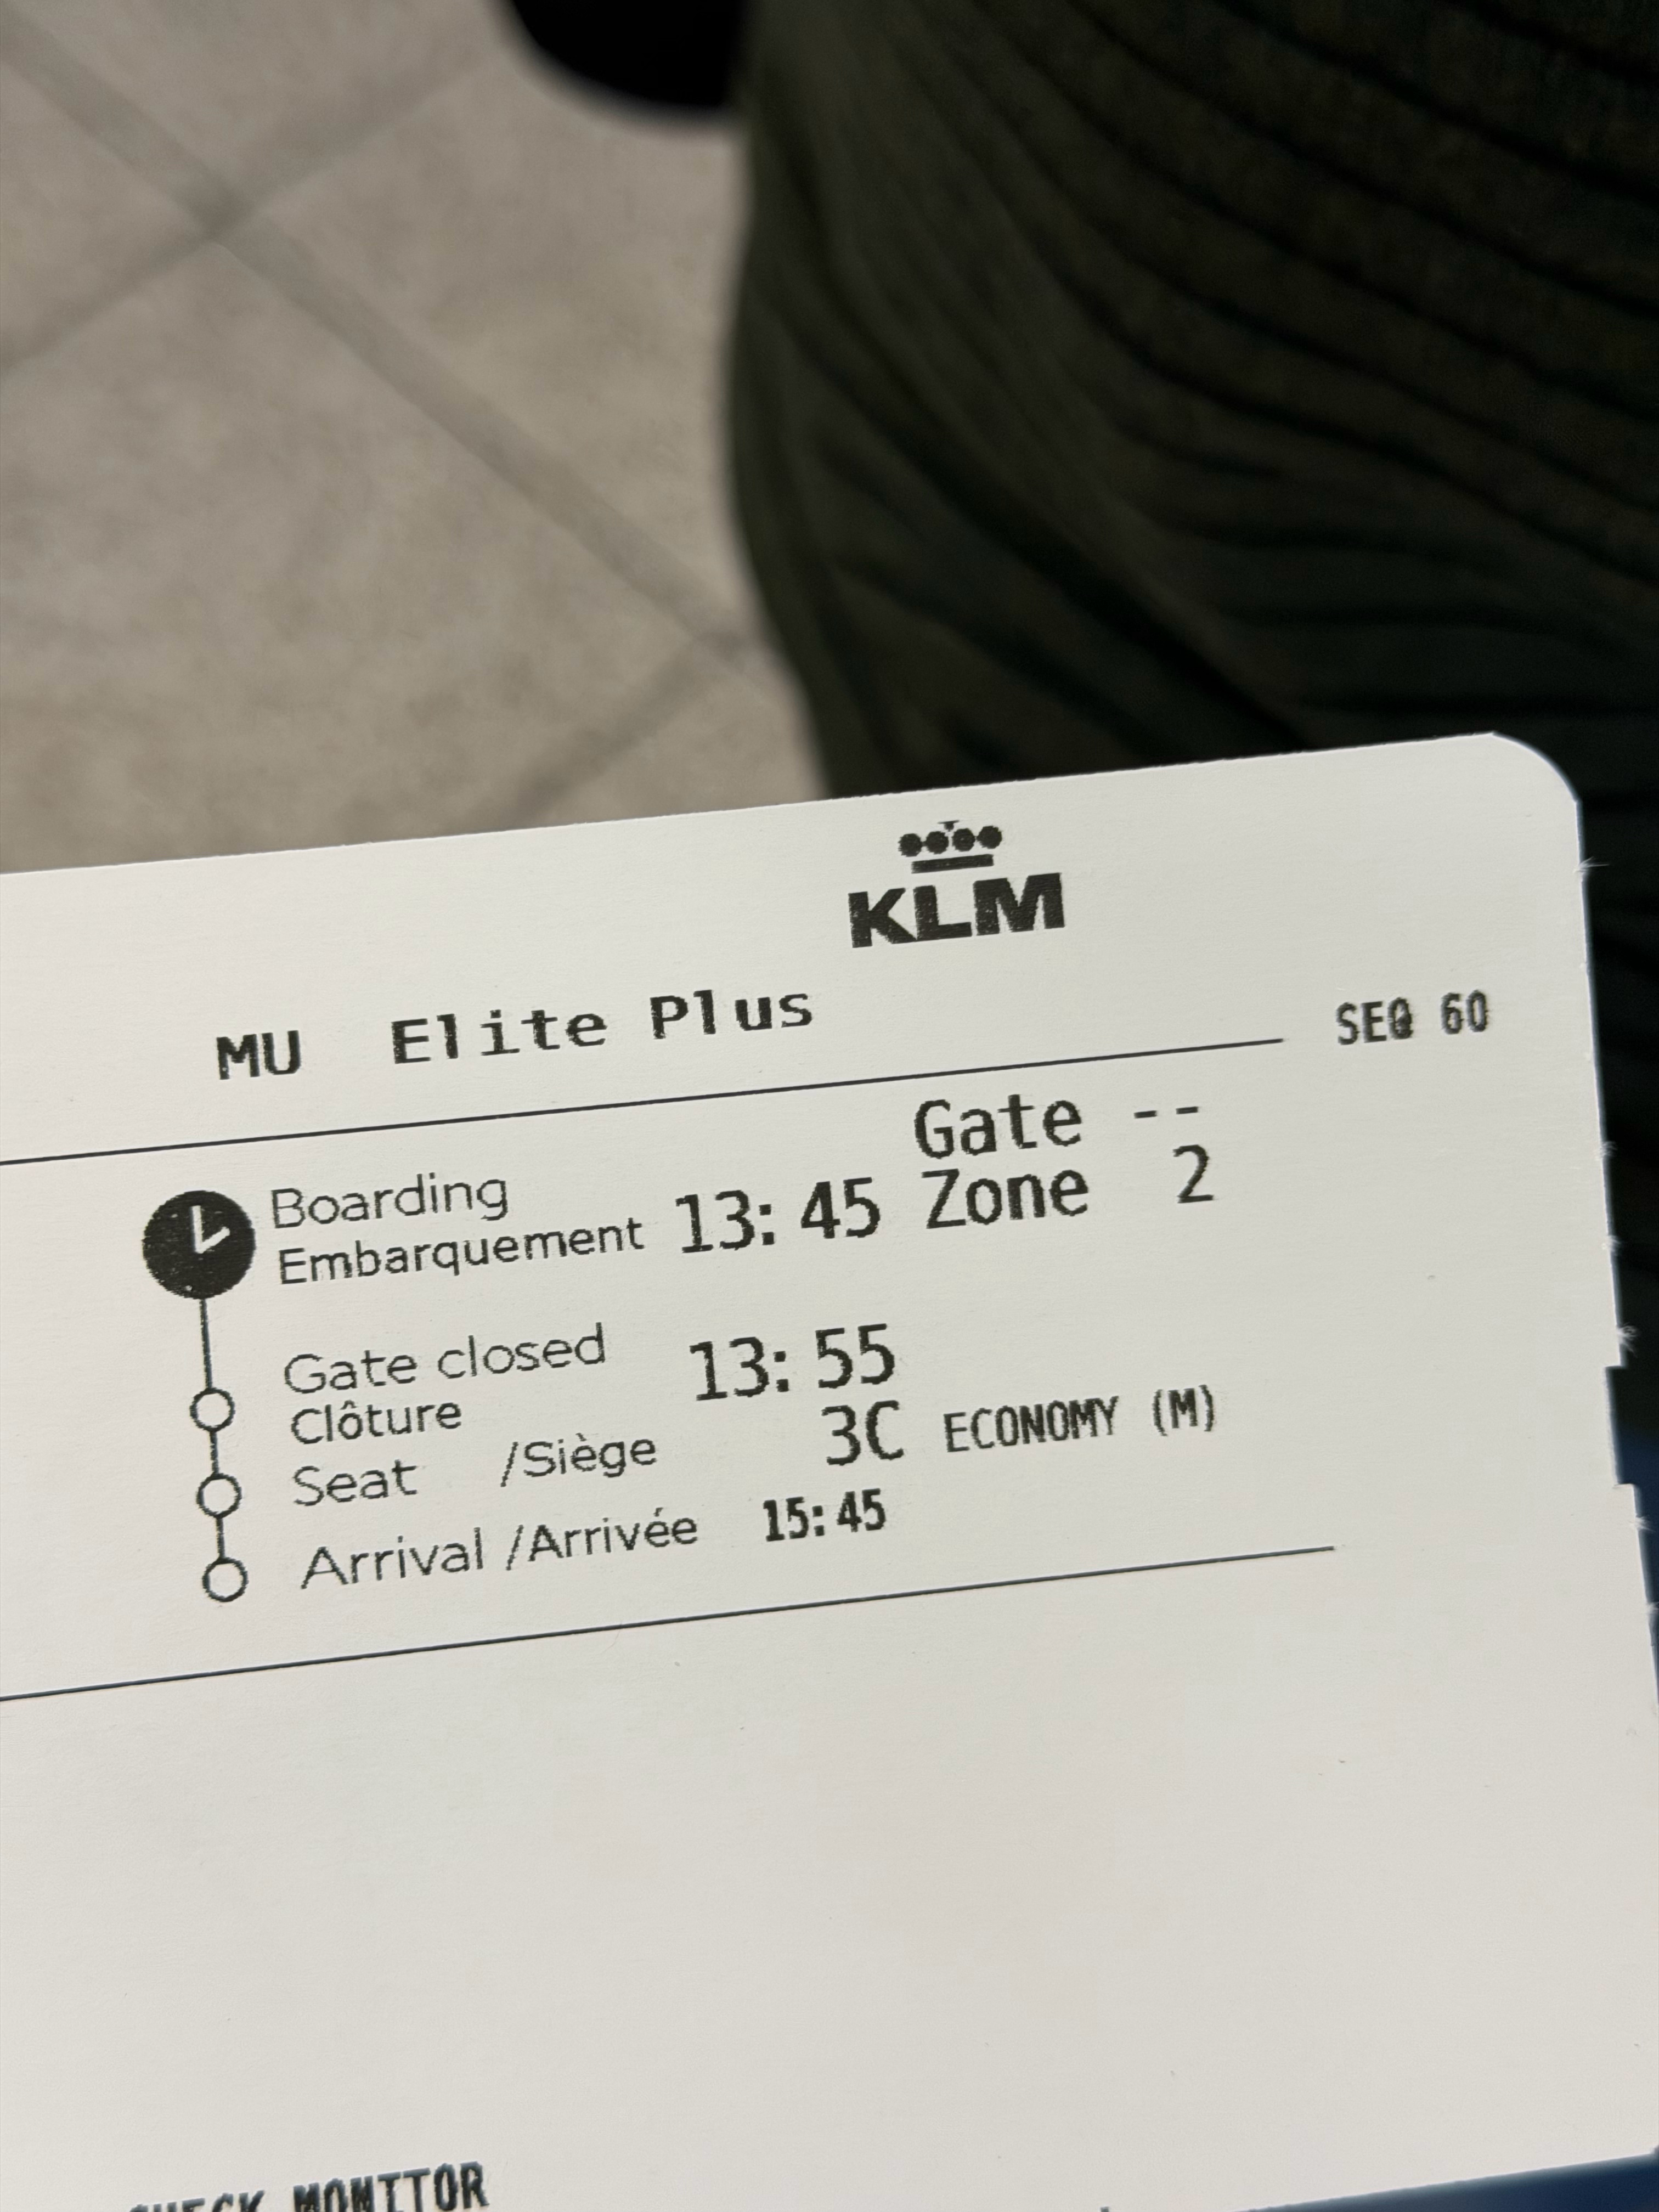 KLM
MU Elite Plus
SEQ 60
Gate --
Boarding
Embarquement 13:45 Zone 2
Gate closed 13:55
Clôture
Seat /Siège 3C ECONOMY (M)
Arrival /Arrivée 15:45
CHECK MONITOR